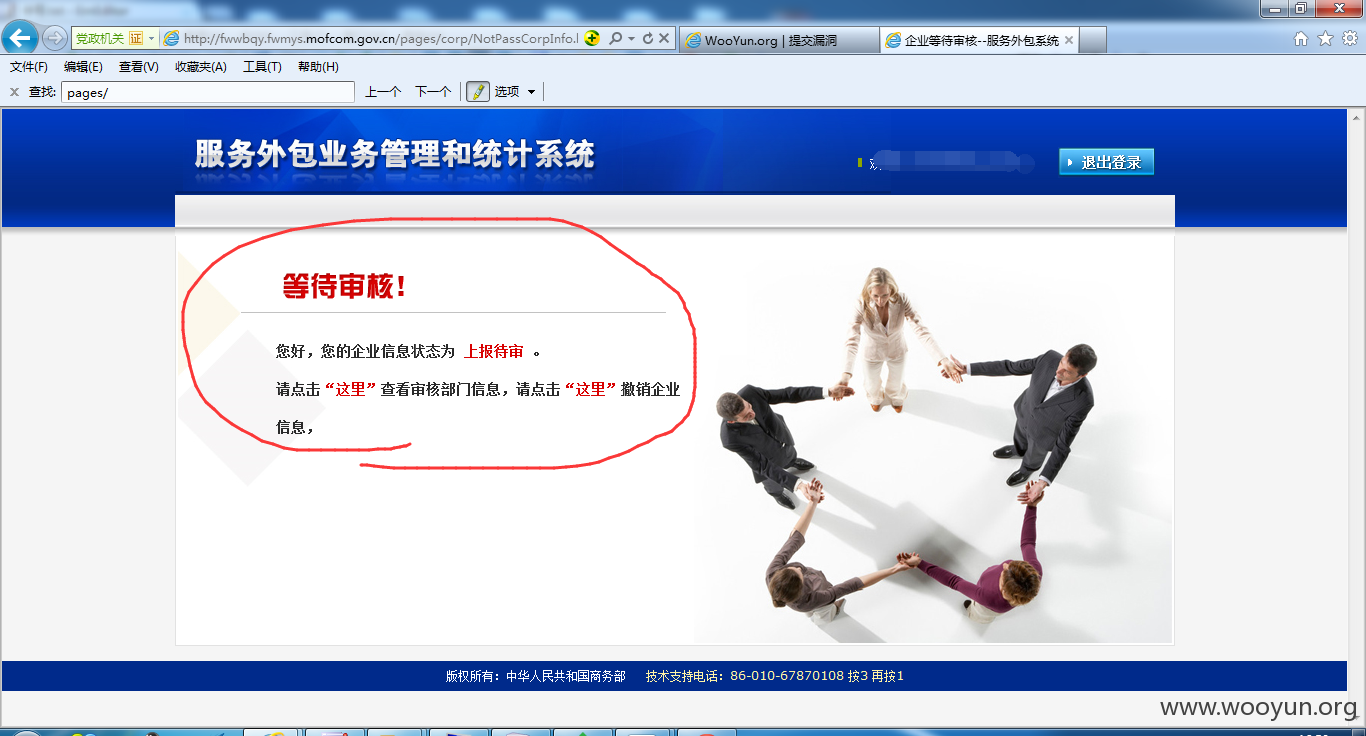 党政机关 证 http://fwwbqy.fwmys.mofcom.gov.cn/pages/corp/NotPassCorpInfo. WooYun.org | 提交漏洞 企业等待审核--服务外包系统
文件(F) 编辑(E) 查看(V) 收藏夹(A) 工具(T) 帮助(H)
查找: pages/ 上一个 下一个 选项
服务外包业务管理和统计系统
退出登录
等待审核!
您好，您的企业信息状态为 上报待审 。
请点击“这里”查看审核部门信息，请点击“这里”撤销企业
信息，
版权所有：中华人民共和国商务部 技术支持电话：86-010-67870108 按3 再按1
www.wooyun.org